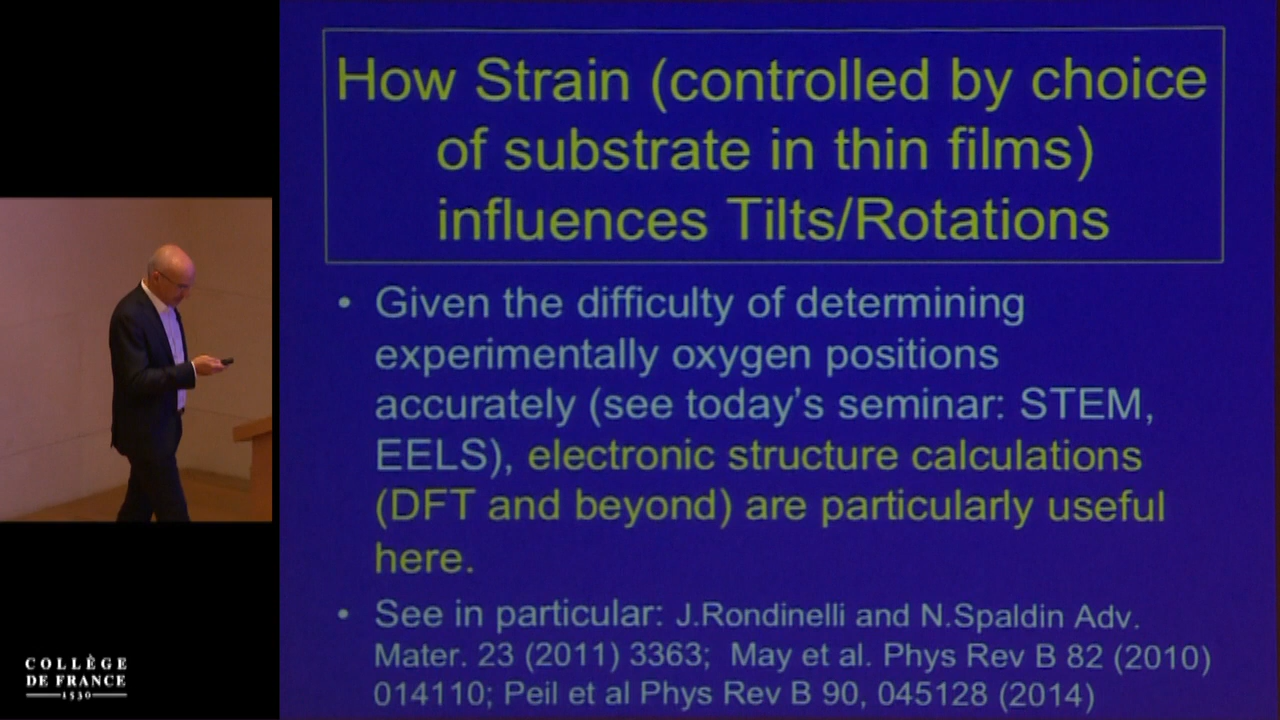 How Strain (controlled by choice
of substrate in thin films)
influences Tilts/Rotations
• Given the difficulty of determining
experimentally oxygen positions
accurately (see today's seminar: STEM,
EELS), electronic structure calculations
(DFT and beyond) are particularly useful
here.
• See in particular: J.Rondinelli and N.Spaldin Adv.
Mater. 23 (2011) 3363; May et al. Phys Rev B 82 (2010)
014110; Peil et al Phys Rev B 90, 045128 (2014)
COLLÈGE
DE FRANCE
1530